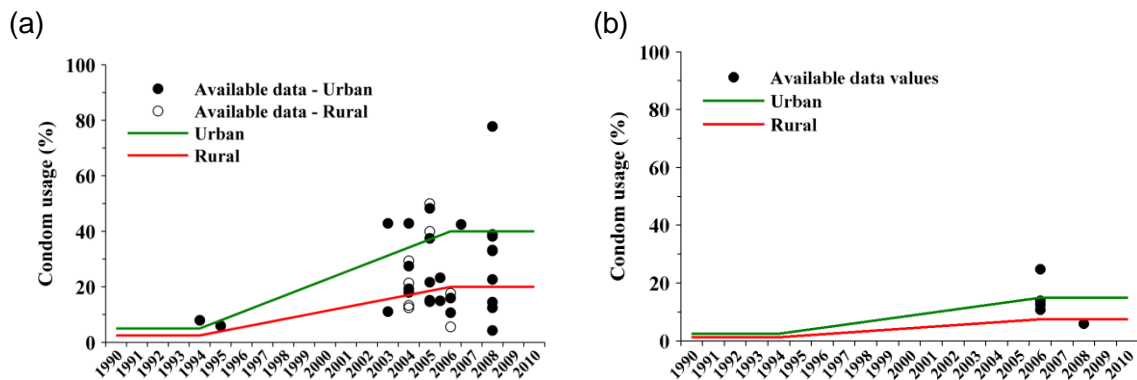 (a)
Condom usage (%)
100
80
60
40
20
0
Available data - Urban
Available data - Rural
Urban
Rural
1990 1991 1992 1993 1994 1995 1996 1997 1998 1999 2000 2001 2002 2003 2004 2005 2006 2007 2008 2009 2010
(b)
Condom usage (%)
100
80
60
40
20
0
Available data values
Urban
Rural
1990 1991 1992 1993 1994 1995 1996 1997 1998 1999 2000 2001 2002 2003 2004 2005 2006 2007 2008 2009 2010